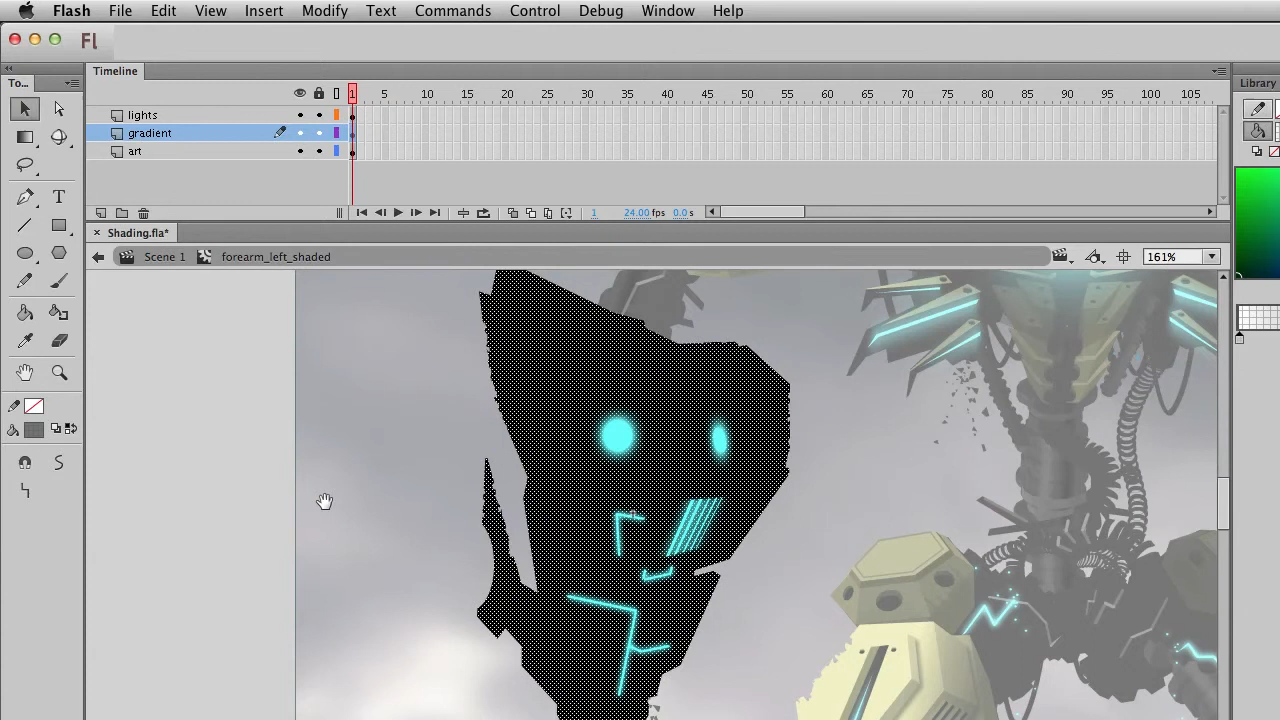 Flash File Edit View Insert Modify Text Commands Control Debug Window Help
Fl
To... Timeline Library
1 5 10 15 20 25 30 35 40 45 50 55 60 65 70 75 80 85 90 95 100 105
lights
gradient
art
1 24.00 fps 0.0 s
Shading.fla*
Scene 1 forearm_left_shaded 161%
T